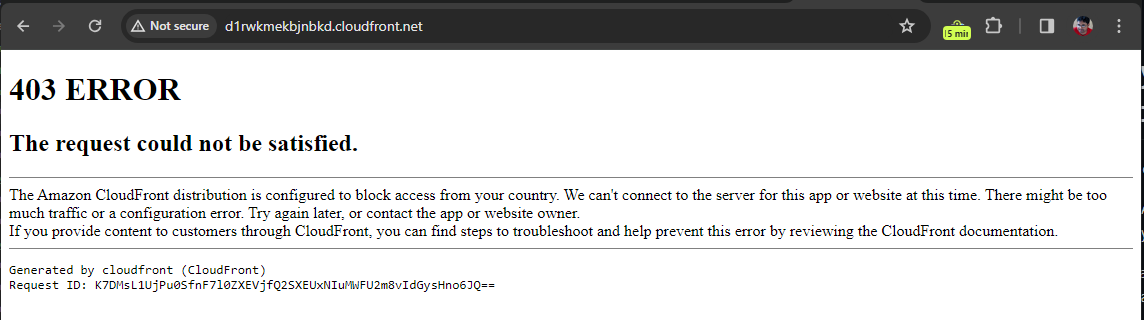 Not secure d1rwkmekbjnbkd.cloudfront.net
15 min
403 ERROR
The request could not be satisfied.
The Amazon CloudFront distribution is configured to block access from your country. We can't connect to the server for this app or website at this time. There might be too
much traffic or a configuration error. Try again later, or contact the app or website owner.
If you provide content to customers through CloudFront, you can find steps to troubleshoot and help prevent this error by reviewing the CloudFront documentation.
Generated by cloudfront (CloudFront)
Request ID: K7DMsL1UjPu0SfnF7l0ZXEVjfQ2SXEUxNIuMWFU2m8vIdGysHno6JQ==